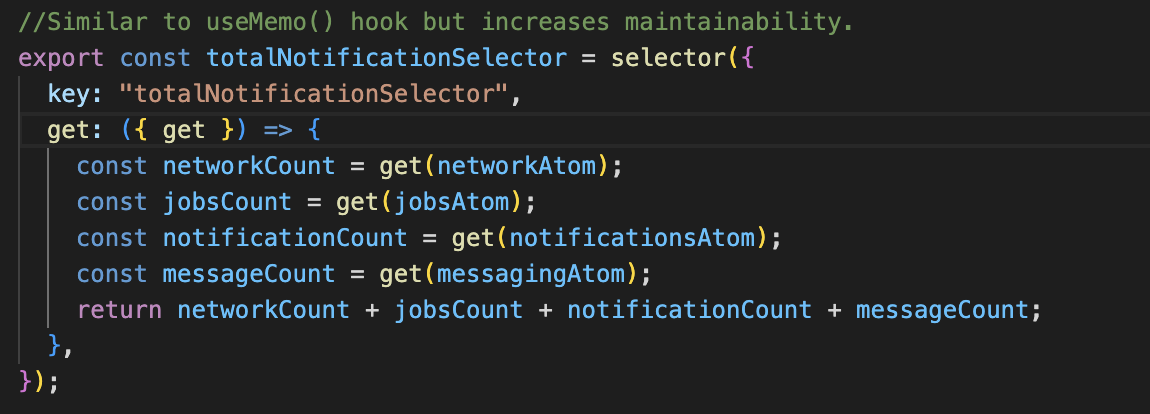 //Similar to useMemo() hook but increases maintainability.
export const totalNotificationSelector = selector({
  key: "totalNotificationSelector",
  get: ({ get }) => {
    const networkCount = get(networkAtom);
    const jobsCount = get(jobsAtom);
    const notificationCount = get(notificationsAtom);
    const messageCount = get(messagingAtom);
    return networkCount + jobsCount + notificationCount + messageCount;
  },
});